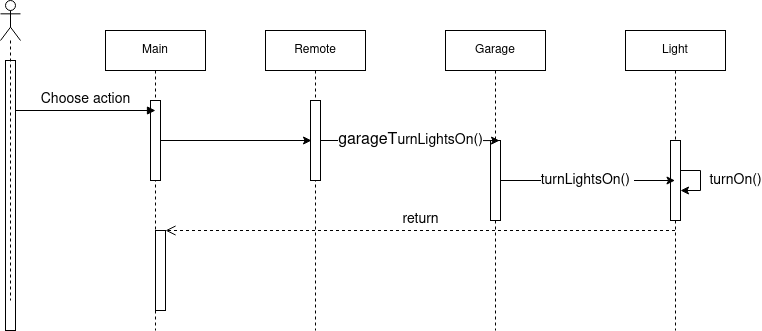 Main
Remote
Garage
Light
Choose action
garageTurnLightsOn()
turnLightsOn()
turnOn()
return